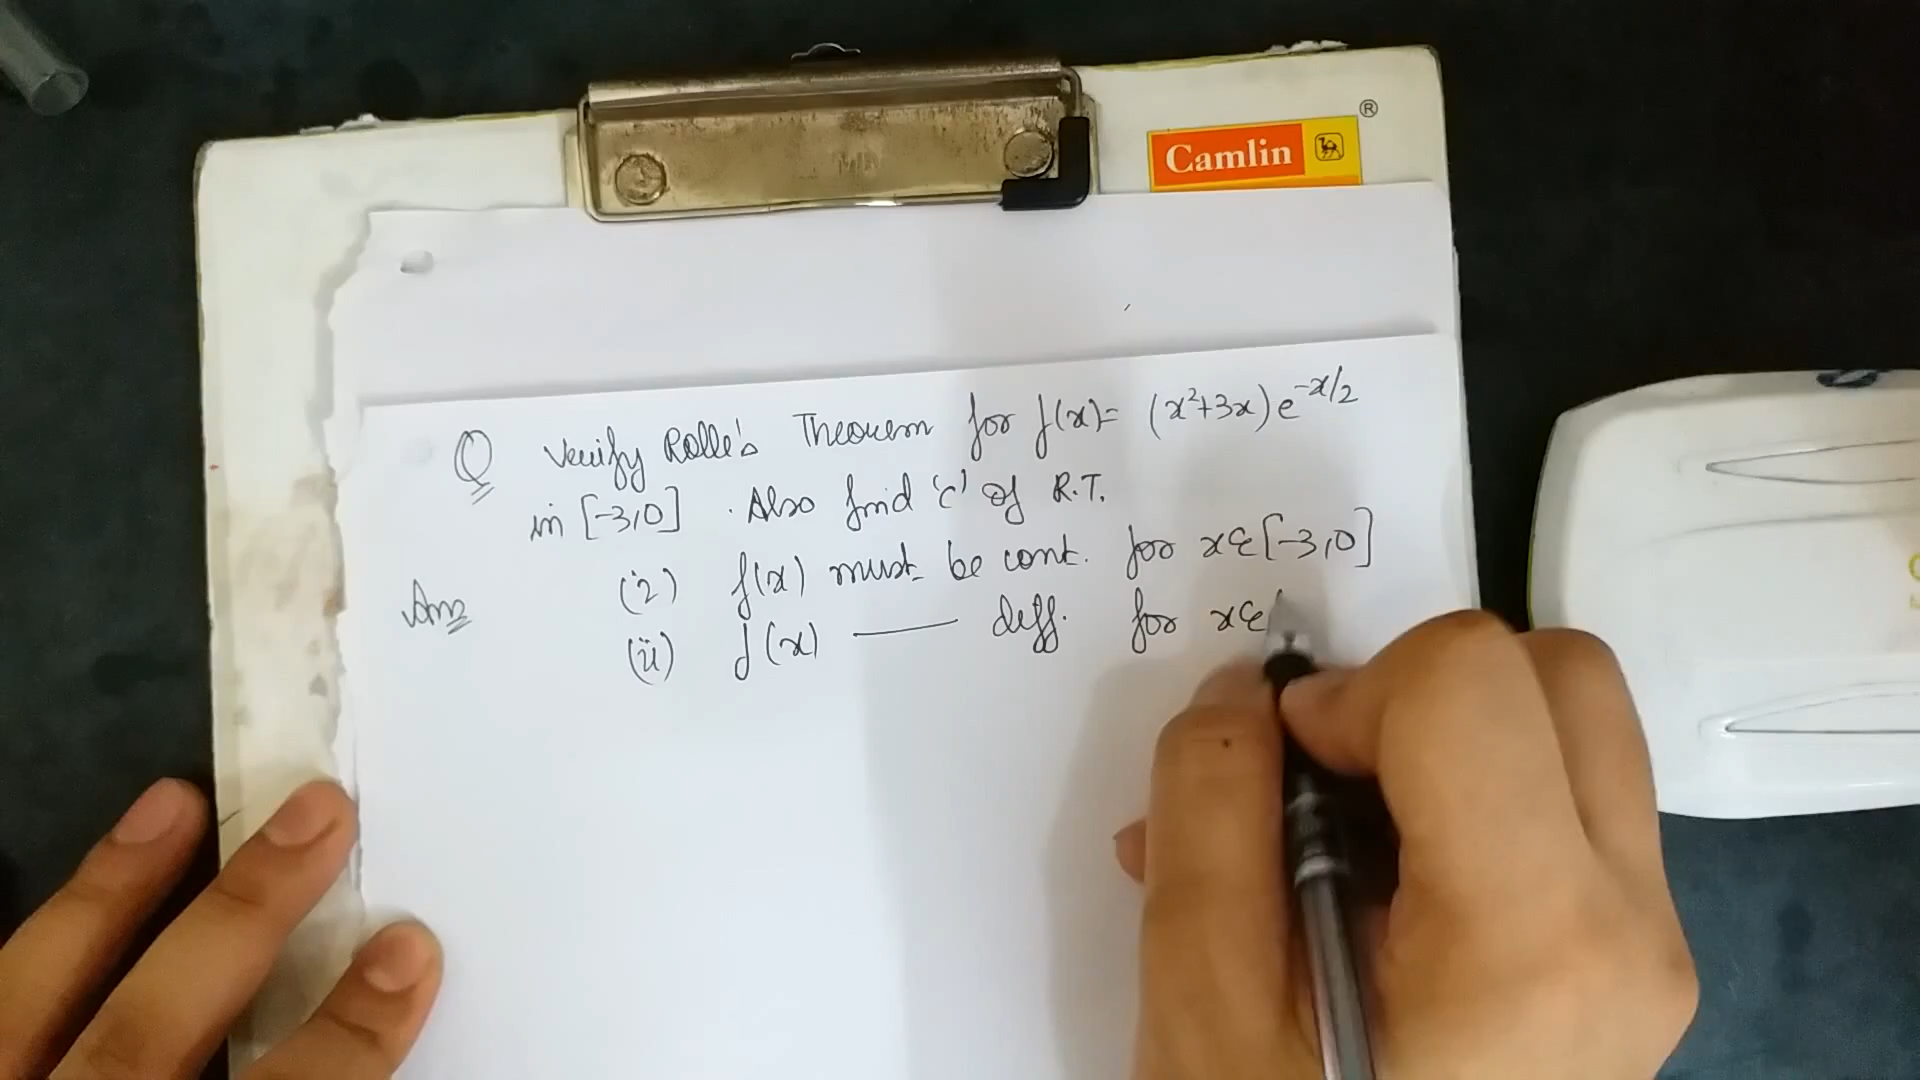 ®
Camlin
Q Verify Rolle's Theorem for f(x)= (x²+3x)e^-x/2
in [-3,0] . Also find 'c' of R.T.
Ans (i) f(x) must be cont. for x∈[-3,0]
(ii) f(x) —— diff. for x∈